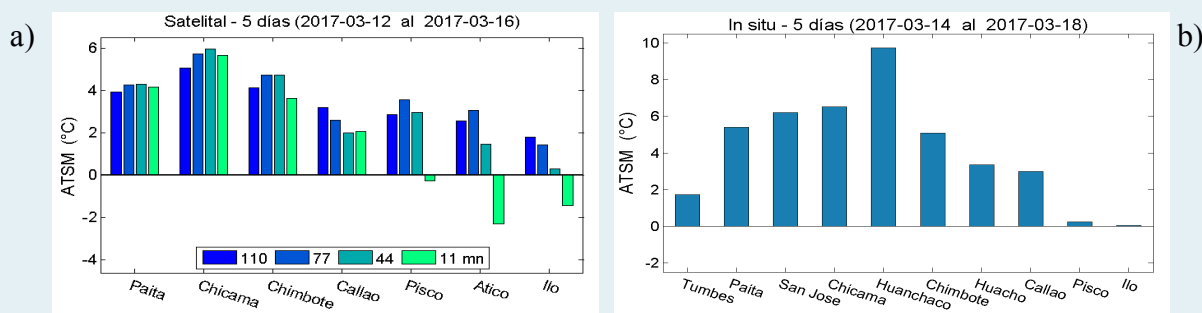 a)
Satelital - 5 días (2017-03-12 al 2017-03-16)
ATSM (°C)
6
4
2
0
-2
-4
110 77 44 11 mn
Paita Chicama Chimbote Callao Pisco Atico Ilo
b)
In situ - 5 días (2017-03-14 al 2017-03-18)
ATSM (°C)
10
8
6
4
2
0
-2
Tumbes Paita San Jose Chicama Huanchaco Chimbote Huacho Callao Pisco Ilo